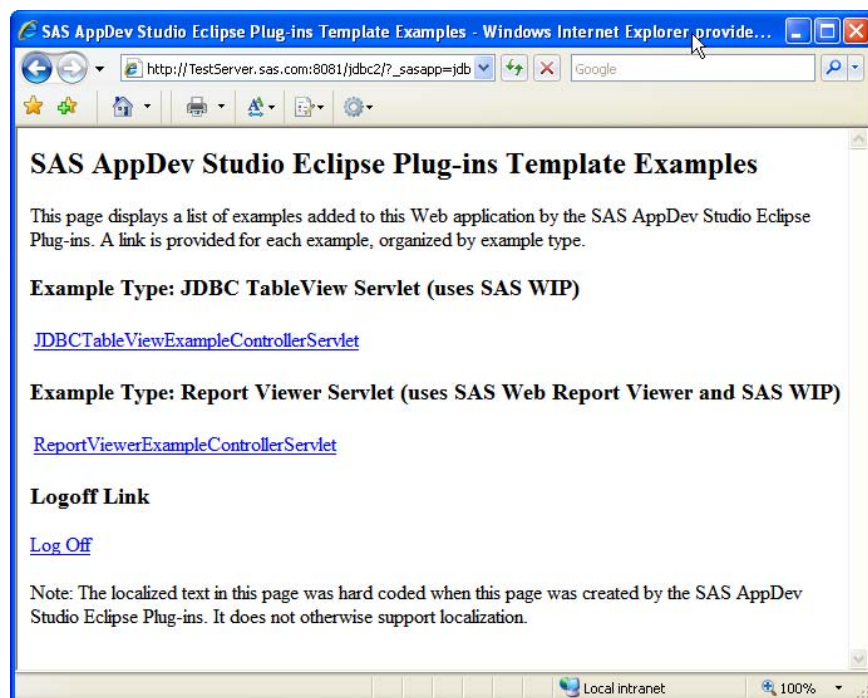 SAS AppDev Studio Eclipse Plug-ins Template Examples - Windows Internet Explorer provide...
http://TestServer.sas.com:8081/jdbc2/?_sasapp=jdb
Google
SAS AppDev Studio Eclipse Plug-ins Template Examples
This page displays a list of examples added to this Web application by the SAS AppDev Studio Eclipse
Plug-ins. A link is provided for each example, organized by example type.
Example Type: JDBC TableView Servlet (uses SAS WIP)
JDBCTableViewExampleControllerServlet
Example Type: Report Viewer Servlet (uses SAS Web Report Viewer and SAS WIP)
ReportViewerExampleControllerServlet
Logoff Link
Log Off
Note: The localized text in this page was hard coded when this page was created by the SAS AppDev
Studio Eclipse Plug-ins. It does not otherwise support localization.
Local intranet
100%